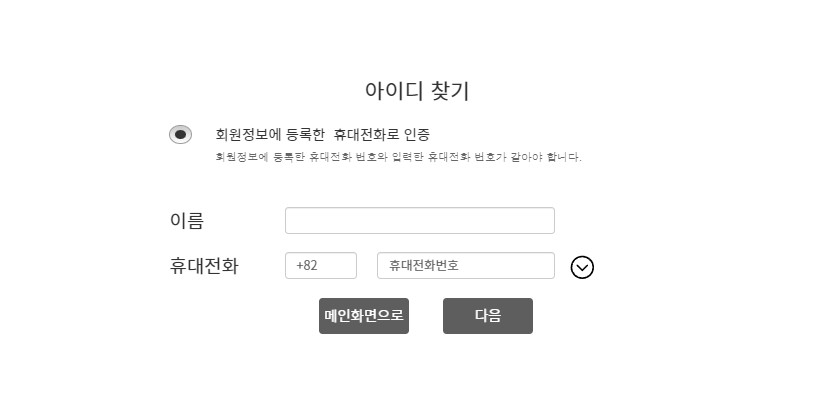 아이디 찾기
회원정보에 등록한 휴대전화로 인증
회원정보에 등록한 휴대전화 번호와 입력한 휴대전화 번호가 같아야 합니다.
이름
휴대전화 +82 휴대전화번호
메인화면으로 다음